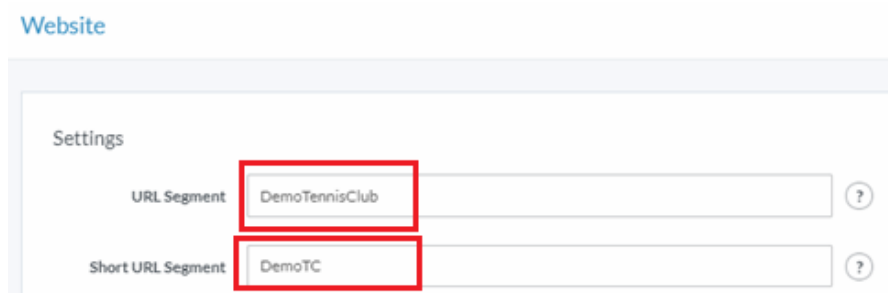 Website
Settings
URL Segment DemoTennisClub ?
Short URL Segment DemoTC ?